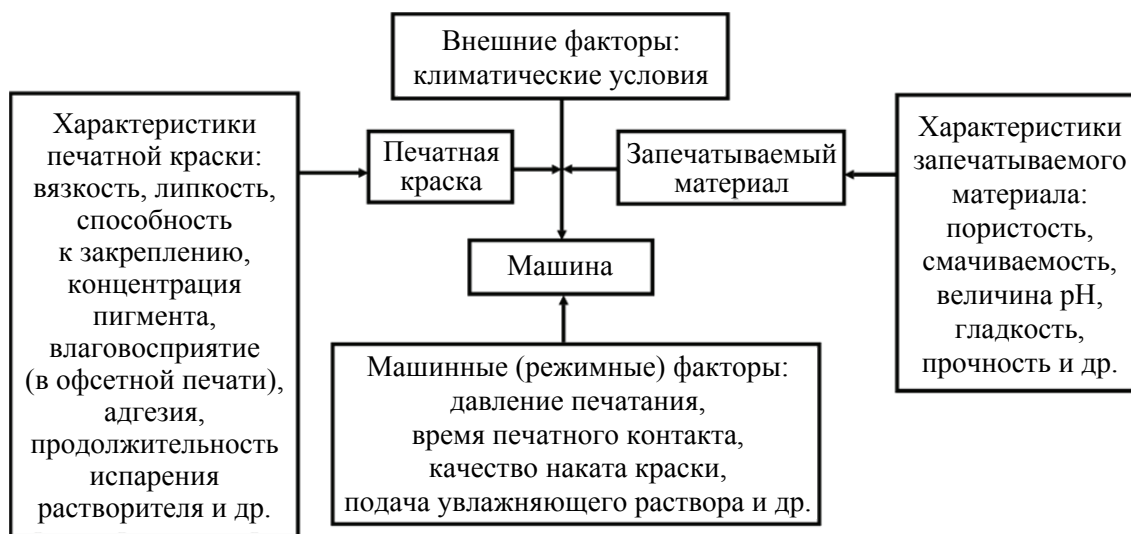 Внешние факторы:
климатические условия
Характеристики
печатной краски:
вязкость, липкость,
способность
к закреплению,
концентрация
пигмента,
влаговосприятие
(в офсетной печати),
адгезия,
продолжительность
испарения
растворителя и др.
Печатная
краска
Запечатываемый
материал
Характеристики
запечатываемого
материала:
пористость,
смачиваемость,
величина pH,
гладкость,
прочность и др.
Машина
Машинные (режимные) факторы:
давление печатания,
время печатного контакта,
качество наката краски,
подача увлажняющего раствора и др.